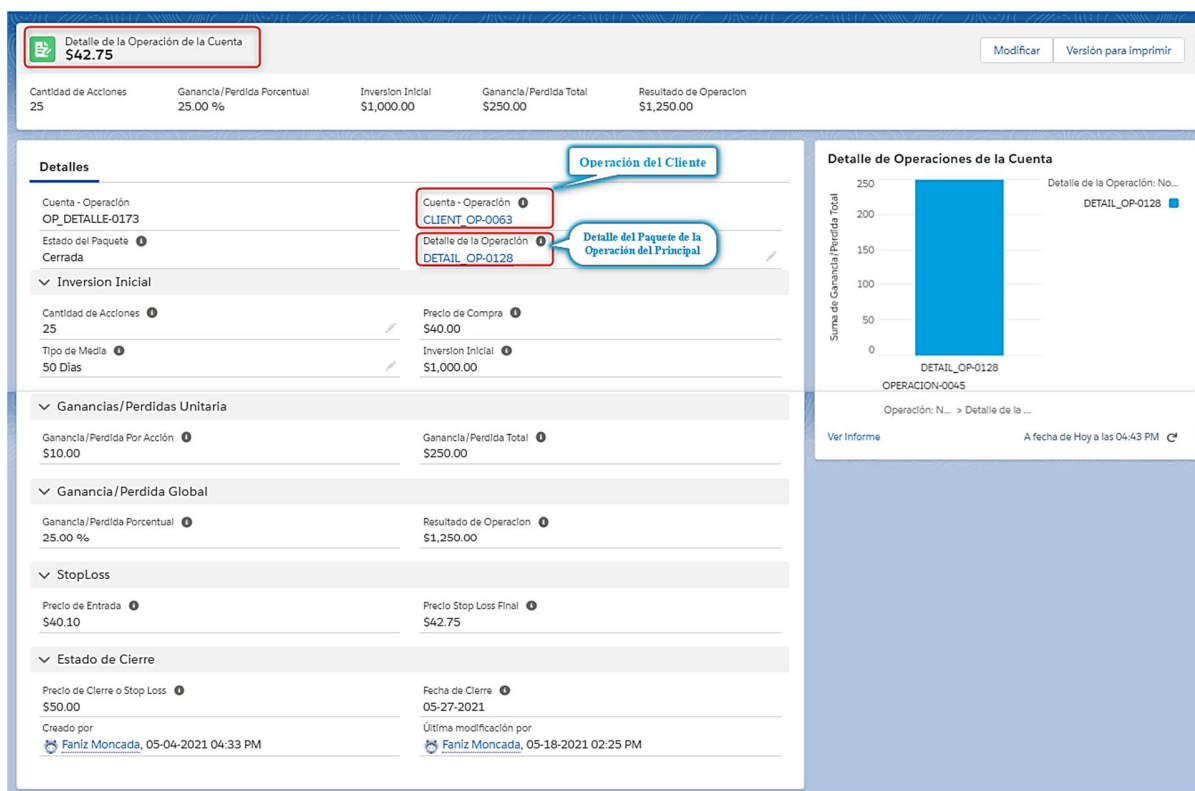 Detalle de la Operación de la Cuenta
$42.75
Modificar
Versión para imprimir
Cantidad de Acciones
25
Ganancia/Perdida Porcentual
25.00 %
Inversion Inicial
$1,000.00
Ganancia/Perdida Total
$250.00
Resultado de Operacion
$1,250.00
Detalles
Operación del Cliente
Cuenta - Operación
OP_DETALLE-0173
Cuenta - Operación
CLIENT_OP-0063
Estado del Paquete
Cerrada
Detalle de la Operación
DETAIL_OP-0128
Detalle del Paquete de la
Operación del Principal
Inversion Inicial
Cantidad de Acciones
25
Precio de Compra
$40.00
Tipo de Media
50 Dias
Inversion Inicial
$1,000.00
Ganancias/Perdidas Unitaria
Ganancia/Perdida Por Acción
$10.00
Ganancia/Perdida Total
$250.00
Ganancia/Perdida Global
Ganancia/Perdida Porcentual
25.00 %
Resultado de Operacion
$1,250.00
StopLoss
Precio de Entrada
$40.10
Precio Stop Loss Final
$42.75
Estado de Cierre
Precio de Cierre o Stop Loss
$50.00
Fecha de Cierre
05-27-2021
Creado por
Faniz Moncada, 05-04-2021 04:33 PM
Última modificación por
Faniz Moncada, 05-18-2021 02:25 PM
Detalle de Operaciones de la Cuenta
Detalle de la Operación: No...
DETAIL_OP-0128
Suma de Ganancia/Perdida Total
250
200
150
100
50
0
DETAIL_OP-0128
OPERACION-0045
Operación: N... > Detalle de la ...
Ver Informe
A fecha de Hoy a las 04:43 PM